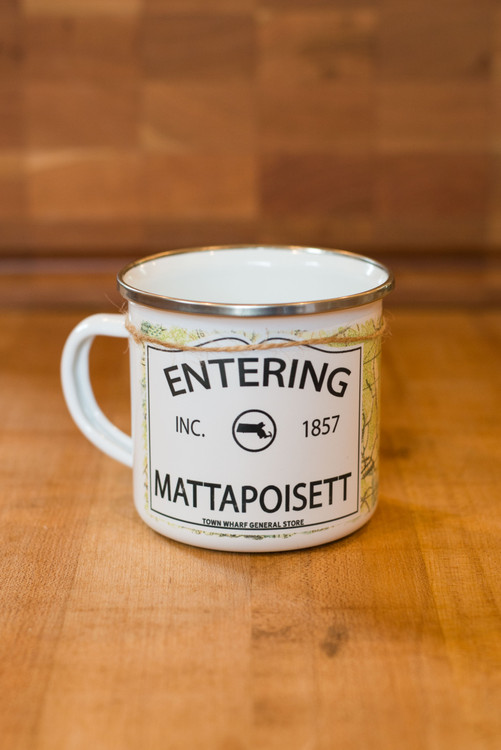 ENTERING
INC. 1857
MATTAPOISETT
TOWN WHARF GENERAL STORE